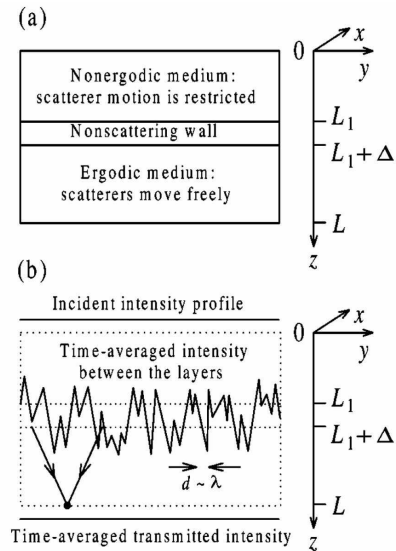 (a)
0
x
y
Nonergodic medium:
scatterer motion is restricted
L₁
Nonscattering wall
L₁ + Δ
Ergodic medium:
scatterers move freely
L
z
(b)
Incident intensity profile
0
x
y
Time-averaged intensity
between the layers
L₁
L₁ + Δ
d ~ λ
L
Time-averaged transmitted intensity
z